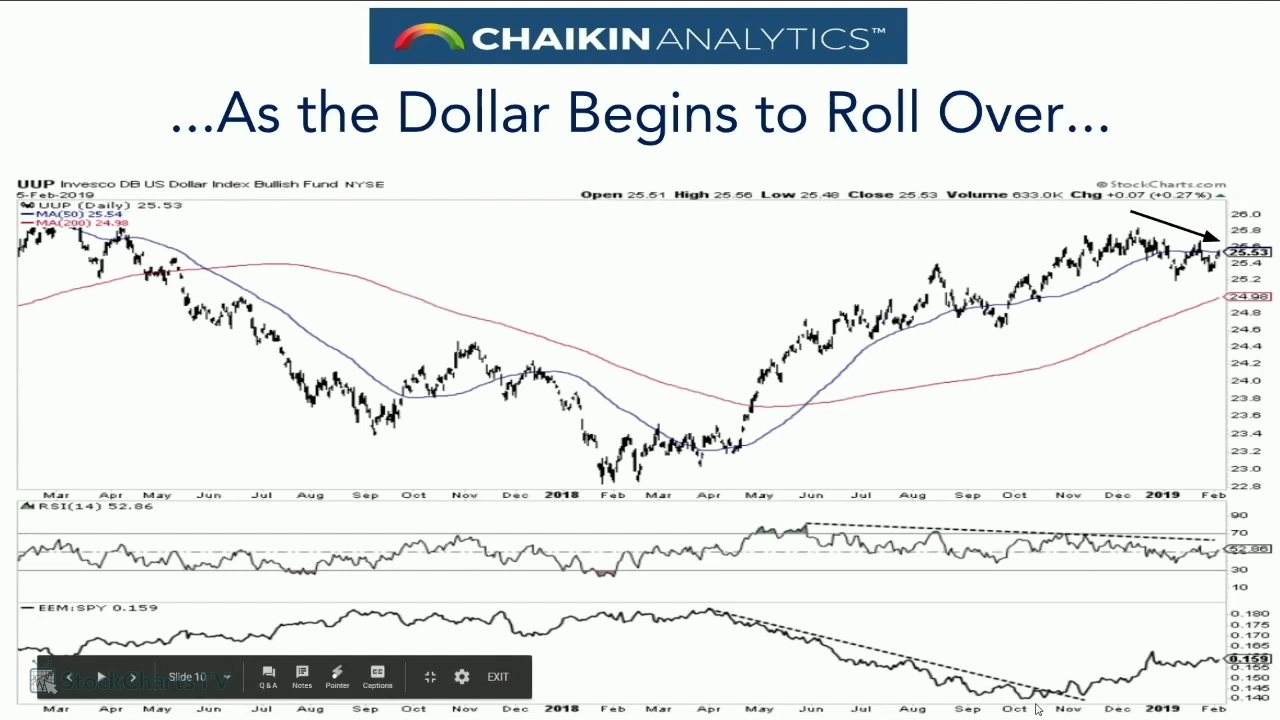 CHAIKIN ANALYTICS™
...As the Dollar Begins to Roll Over...
UUP Invesco DB US Dollar Index Bullish Fund NYSE
© StockCharts.com
5-Feb-2019
Open 25.51 High 25.56 Low 25.48 Close 25.53 Volume 633.0K Chg +0.07 (+0.27%)
UUP (Daily) 25.53
MA(50) 25.54
MA(200) 24.98
26.0
25.8
25.6
25.53
25.4
25.2
24.98
24.8
24.6
24.4
24.2
24.0
23.8
23.6
23.4
23.2
23.0
22.8
Mar Apr May Jun Jul Aug Sep Oct Nov Dec 2018 Feb Mar Apr May Jun Jul Aug Sep Oct Nov Dec 2019 Feb
RSI(14) 52.86
90
70
52.86
30
10
EEM:SPY 0.159
0.180
0.175
0.170
0.165
0.159
0.155
0.150
0.145
0.140
StockCharts TV
Slide 10
Q & A Notes Pointer Captions EXIT
Mar Apr May Jun Jul Aug Sep Oct Nov Dec 2018 Feb Mar Apr May Jun Jul Aug Sep Oct Nov Dec 2019 Feb